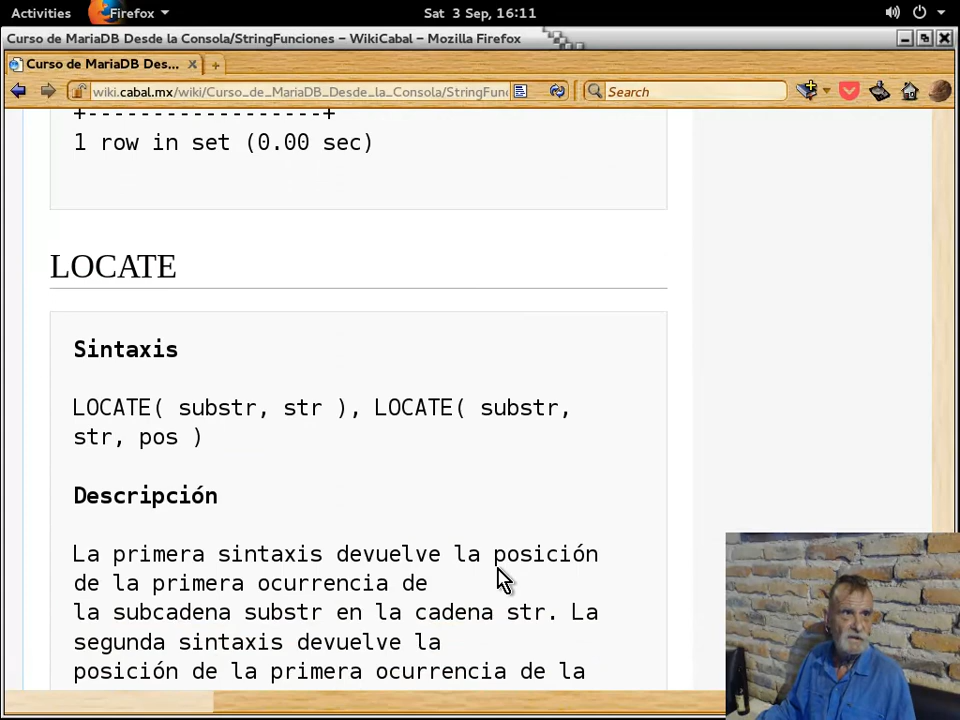 Activities Firefox Sat 3 Sep, 16:11
Curso de MariaDB Desde la Consola/StringFunciones – WikiCabal – Mozilla Firefox
Curso de MariaDB Des...
wiki.cabal.mx/wiki/Curso_de_MariaDB_Desde_la_Consola/StringFunc Search
+------------------+
1 row in set (0.00 sec)
LOCATE
Sintaxis
LOCATE( substr, str ), LOCATE( substr,
str, pos )
Descripción
La primera sintaxis devuelve la posición
de la primera ocurrencia de
la subcadena substr en la cadena str. La
segunda sintaxis devuelve la
posición de la primera ocurrencia de la